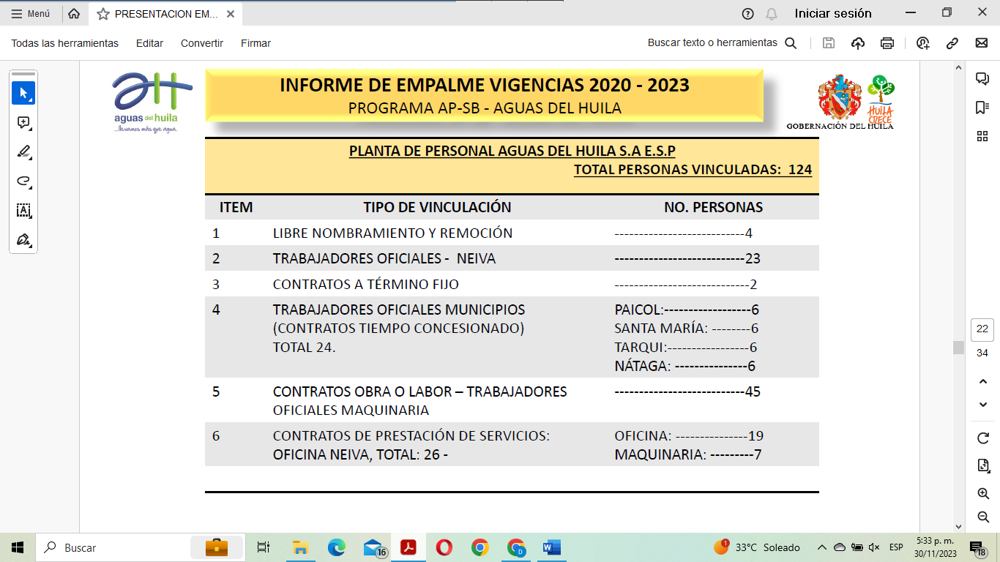 Menú
PRESENTACION EM...
Iniciar sesión
Todas las herramientas
Editar
Convertir
Firmar
Buscar texto o herramientas
aguas del huila
...llevamos más que agua.
INFORME DE EMPALME VIGENCIAS 2020 - 2023
PROGRAMA AP-SB - AGUAS DEL HUILA
HUILA
CRECE
GOBERNACIÓN DEL HUILA
PLANTA DE PERSONAL AGUAS DEL HUILA S.A E.S.P
TOTAL PERSONAS VINCULADAS: 124
ITEM TIPO DE VINCULACIÓN NO. PERSONAS
1 LIBRE NOMBRAMIENTO Y REMOCIÓN ---------------------------4
2 TRABAJADORES OFICIALES - NEIVA ---------------------------23
3 CONTRATOS A TÉRMINO FIJO ----------------------------2
4 TRABAJADORES OFICIALES MUNICIPIOS PAICOL:------------------6
(CONTRATOS TIEMPO CONCESIONADO) SANTA MARÍA: --------6
TOTAL 24. TARQUI:-----------------6
NÁTAGA: ---------------6
5 CONTRATOS OBRA O LABOR – TRABAJADORES ---------------------------45
OFICIALES MAQUINARIA
6 CONTRATOS DE PRESTACIÓN DE SERVICIOS: OFICINA: ---------------19
OFICINA NEIVA, TOTAL: 26 - MAQUINARIA: ---------7
22
34
Buscar
16
1
33°C Soleado
ESP
5:33 p. m.
30/11/2023
18